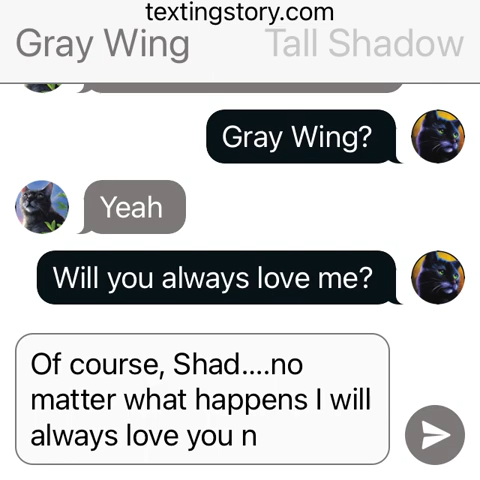 textingstory.com
Gray Wing Tall Shadow
Gray Wing?
Yeah
Will you always love me?
Of course, Shad....no
matter what happens I will
always love you n